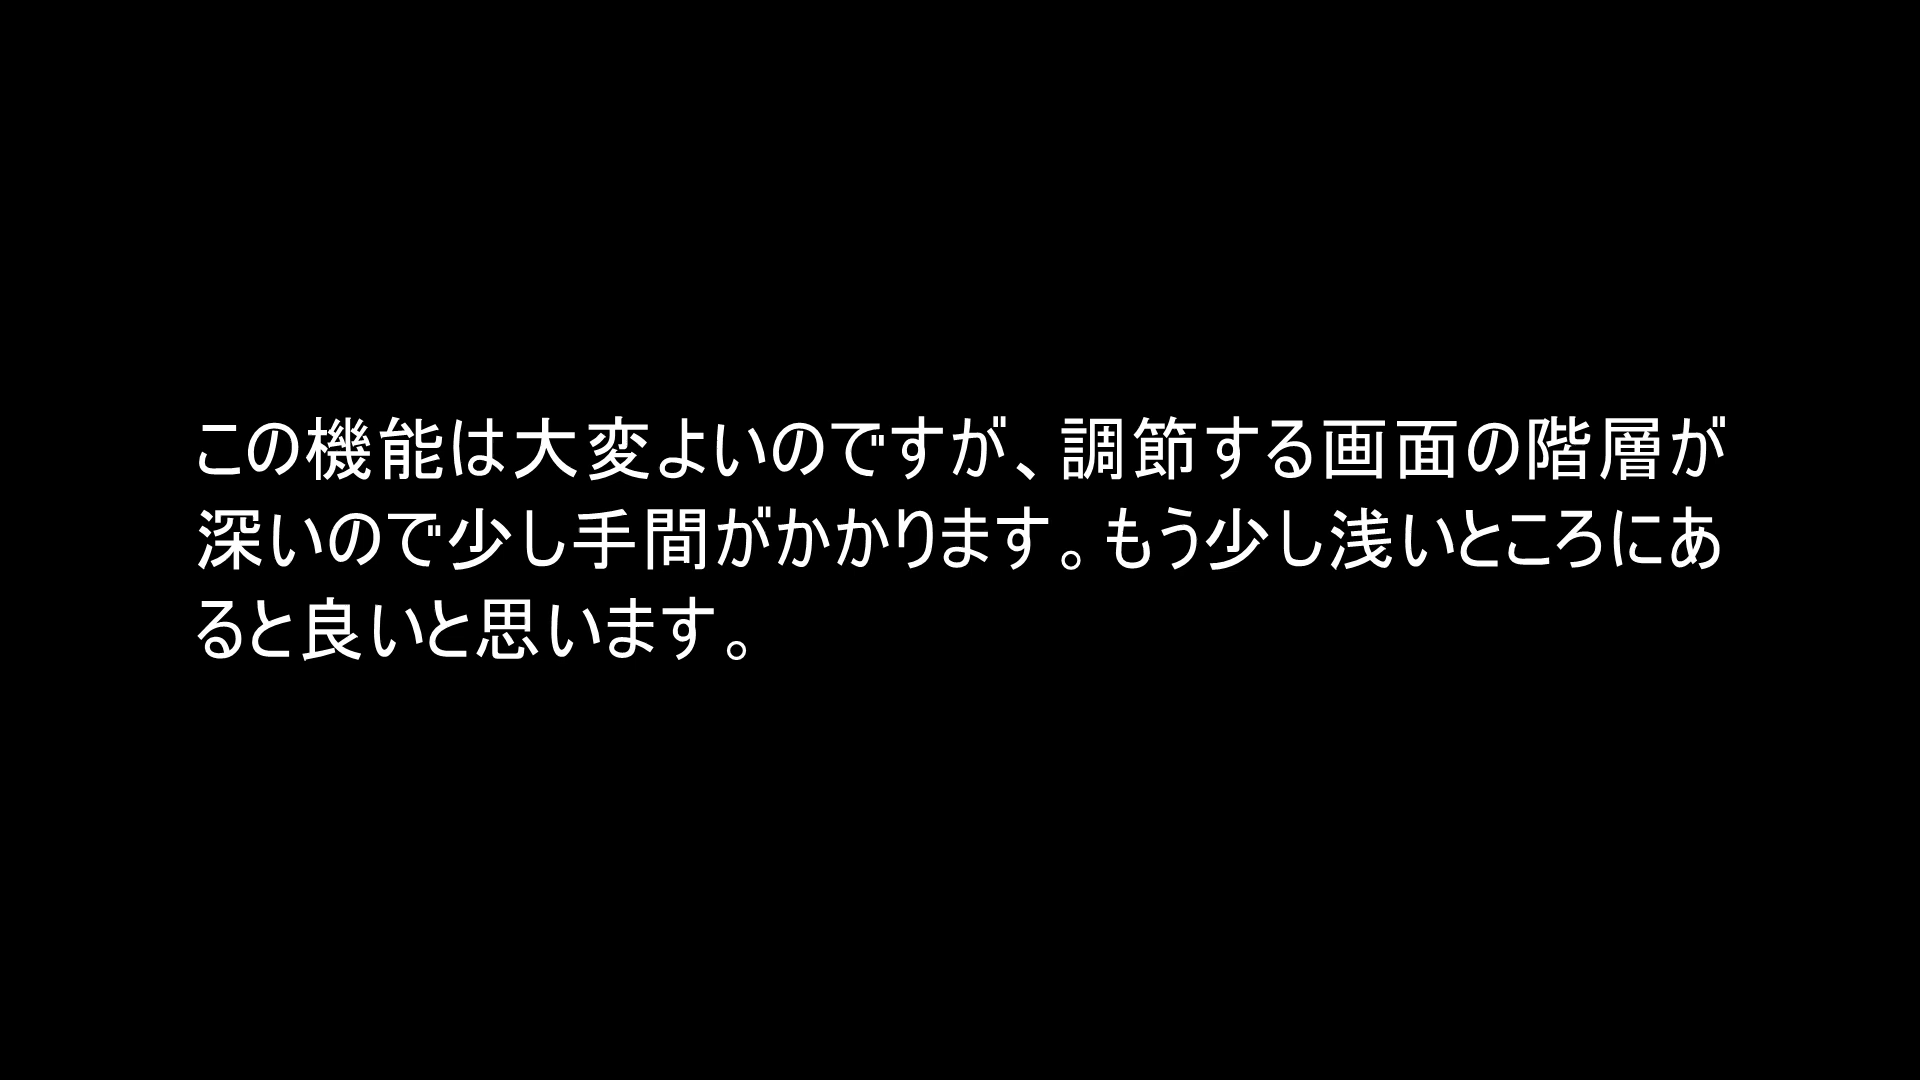 この機能は大変よいのですが、調節する画面の階層が
深いので少し手間がかかります。もう少し浅いところにあ
ると良いと思います。